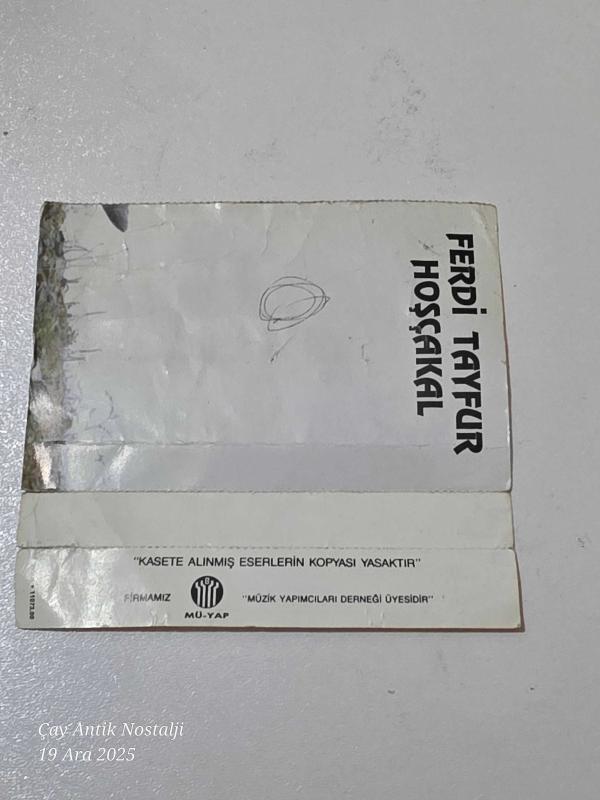 FERDİ TAYFUR
HOŞÇAKAL
"KASETE ALINMIŞ ESERLERİN KOPYASI YASAKTIR"
FİRMAMIZ
MÜ-YAP
"MÜZİK YAPIMCILARI DERNEĞİ ÜYESİDİR"
Çay Antik Nostalji
19 Ara 2025